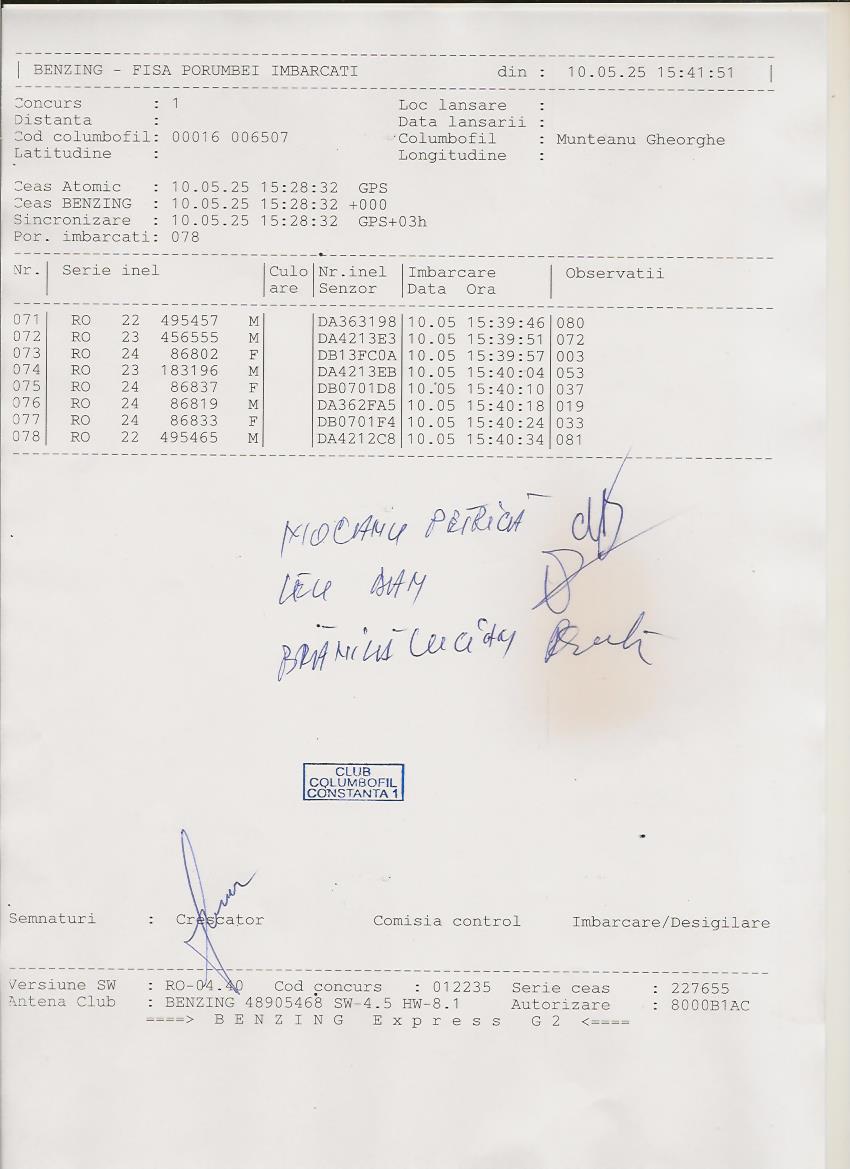 BENZING - FISA PORUMBEI IMBARCATI din : 10.05.25 15:41:51
Concurs : 1 Loc lansare :
Distanta : Data lansarii :
Cod columbofil: 00016 006507 Columbofil : Munteanu Gheorghe
Latitudine : Longitudine :
Ceas Atomic : 10.05.25 15:28:32 GPS
Ceas BENZING : 10.05.25 15:28:32 +000
Sincronizare : 10.05.25 15:28:32 GPS+03h
Por. imbarcati: 078
Nr. Serie inel Culo Nr.inel Imbarcare Observatii
are Senzor Data Ora
071 RO 22 495457 M DA363198 10.05 15:39:46 080
072 RO 23 456555 M DA4213E3 10.05 15:39:51 072
073 RO 24 86802 F DB13FC0A 10.05 15:39:57 003
074 RO 23 183196 M DA4213EB 10.05 15:40:04 053
075 RO 24 86837 F DB0701D8 10.05 15:40:10 037
076 RO 24 86819 M DA362FA5 10.05 15:40:18 019
077 RO 24 86833 F DB0701F4 10.05 15:40:24 033
078 RO 22 495465 M DA4212C8 10.05 15:40:34 081
MOCANU PETRICĂ
LELU
CLUB
COLUMBOFIL
CONSTANTA 1
Semnaturi : Crescator Comisia control Imbarcare/Desigilare
Versiune SW : RO-04.40 Cod concurs : 012235 Serie ceas : 227655
Antena Club : BENZING 48905468 SW-4.5 HW-8.1 Autorizare : 8000B1AC
====> B E N Z I N G E x p r e s s G 2 <====